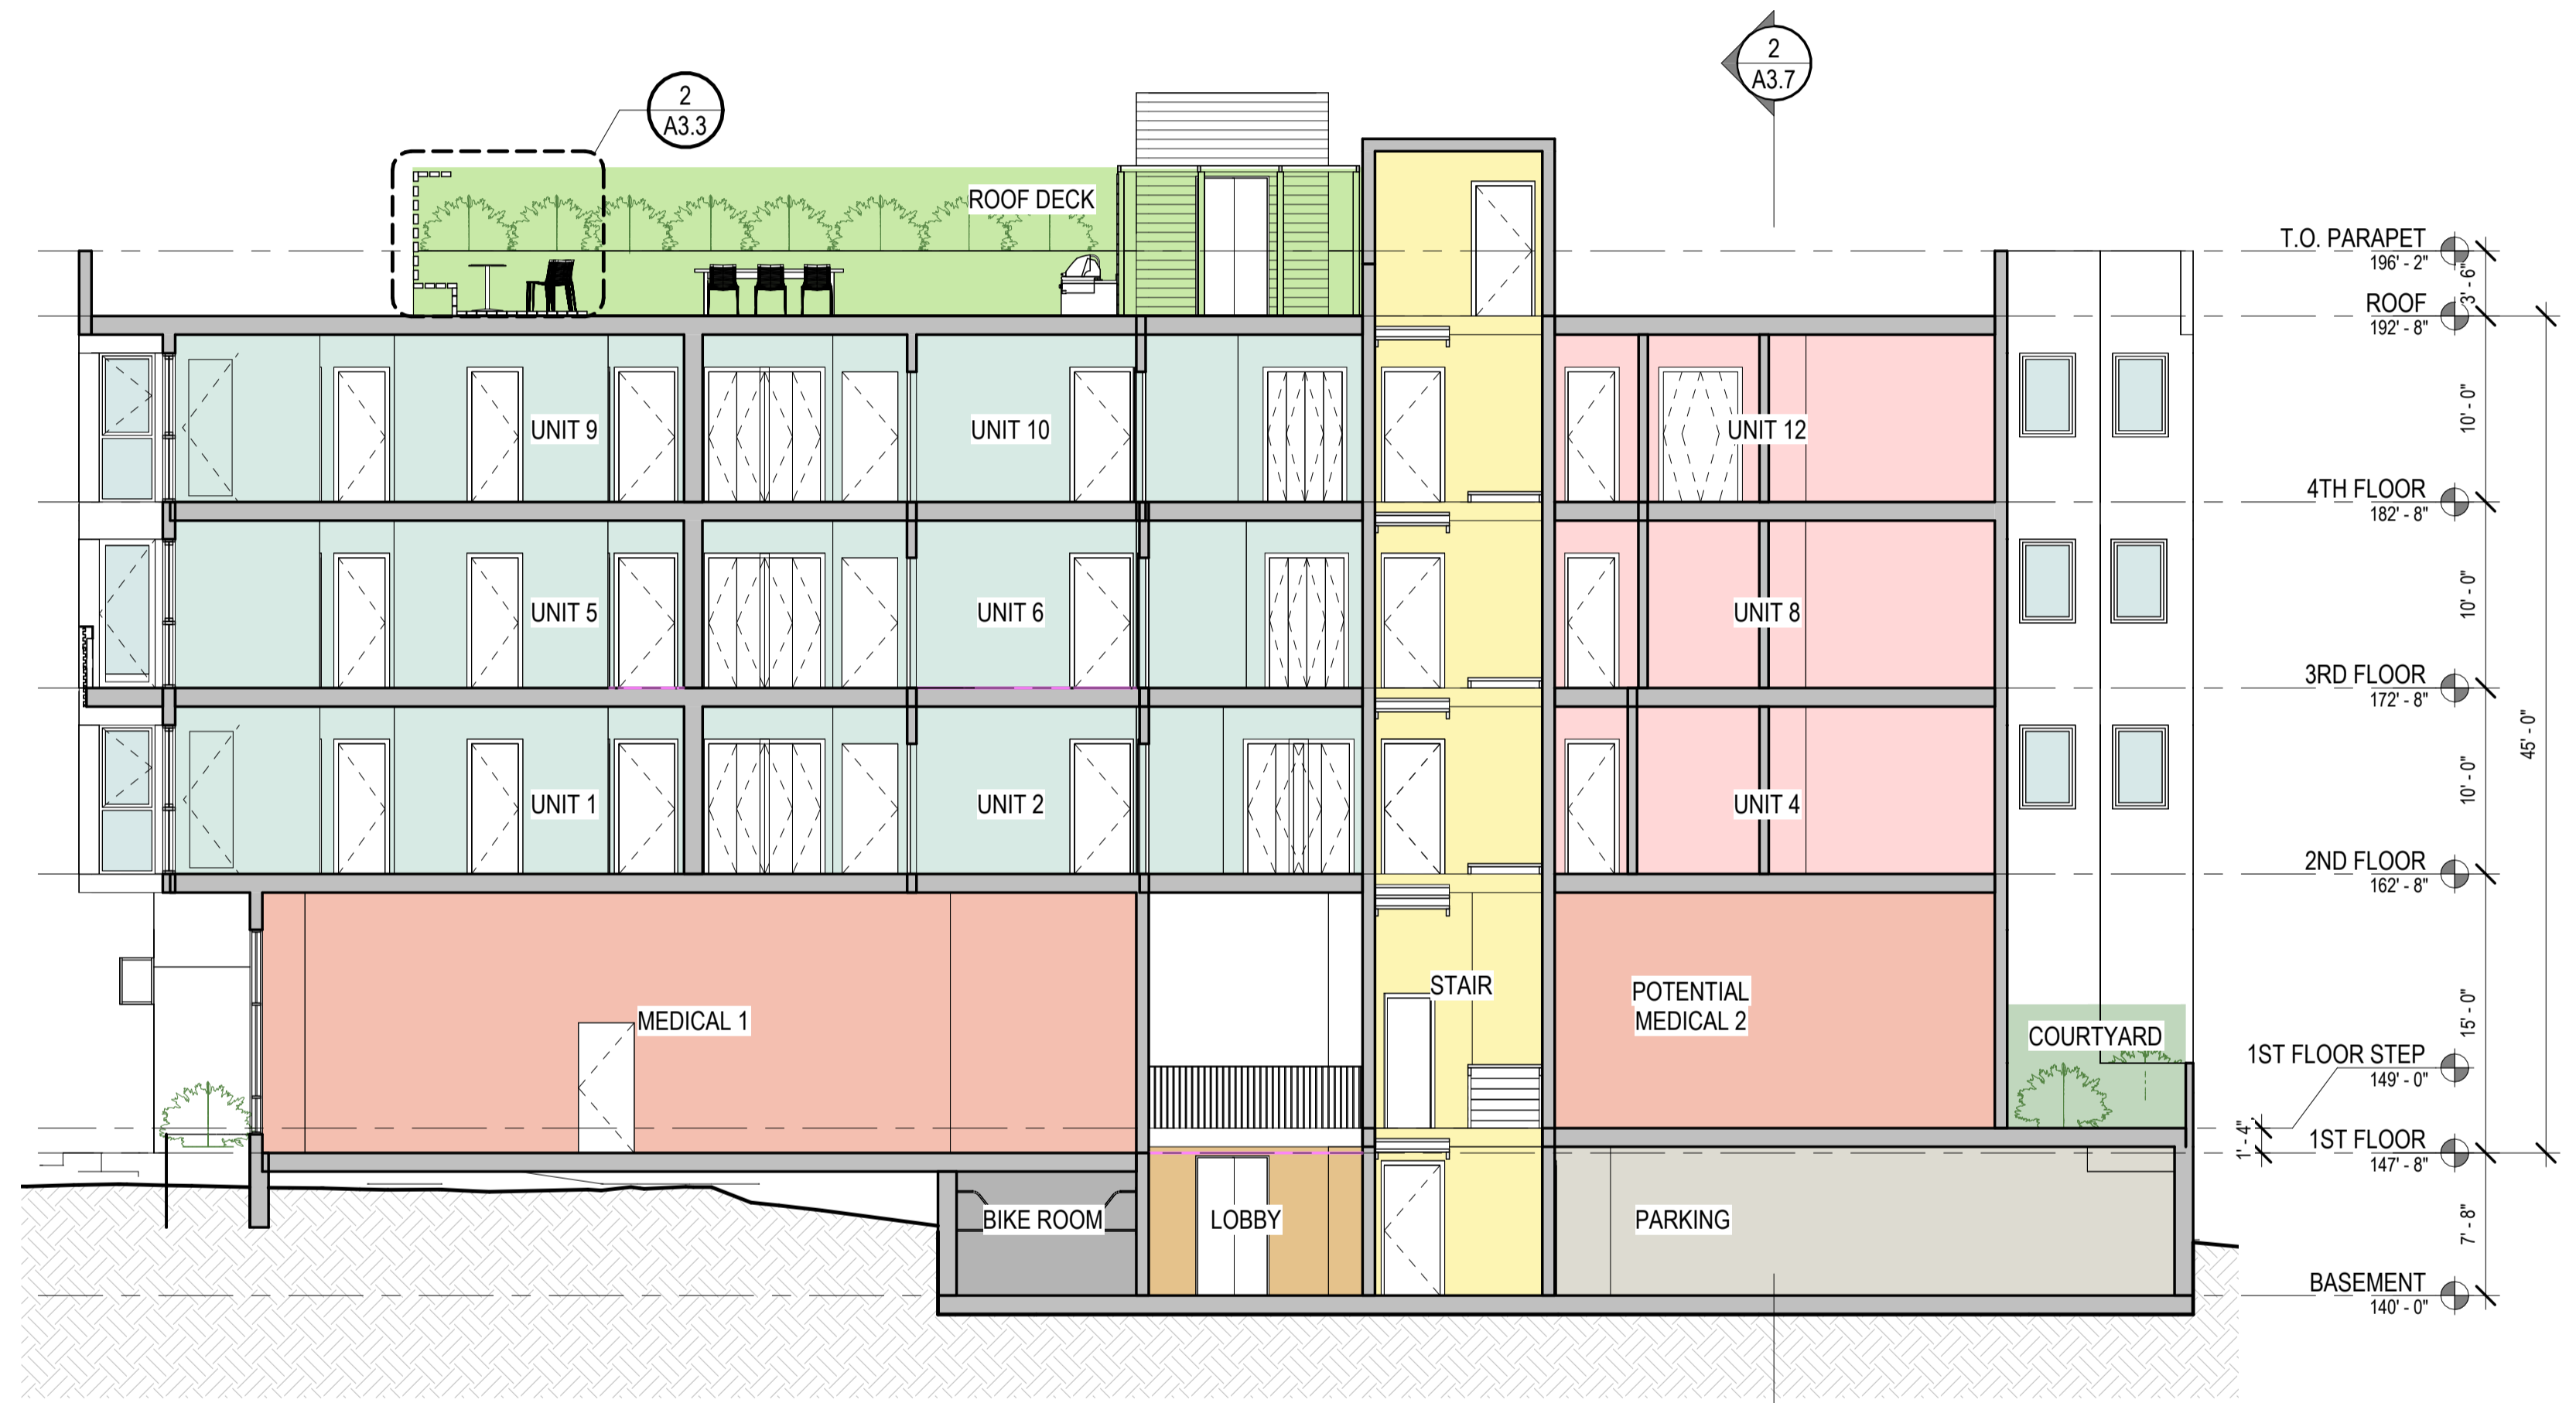 2
A3.7
2
A3.3
ROOF DECK
T.O. PARAPET
196' - 2"
3' - 6"
ROOF
192' - 8"
UNIT 9
UNIT 10
UNIT 12
10' - 0"
4TH FLOOR
182' - 8"
UNIT 5
UNIT 6
UNIT 8
10' - 0"
3RD FLOOR
172' - 8"
45' - 0"
UNIT 1
UNIT 2
UNIT 4
10' - 0"
2ND FLOOR
162' - 8"
STAIR
MEDICAL 1
POTENTIAL
MEDICAL 2
COURTYARD
15' - 0"
1ST FLOOR STEP
149' - 0"
1' - 4"
1ST FLOOR
147' - 8"
BIKE ROOM
LOBBY
PARKING
7' - 8"
BASEMENT
140' - 0"